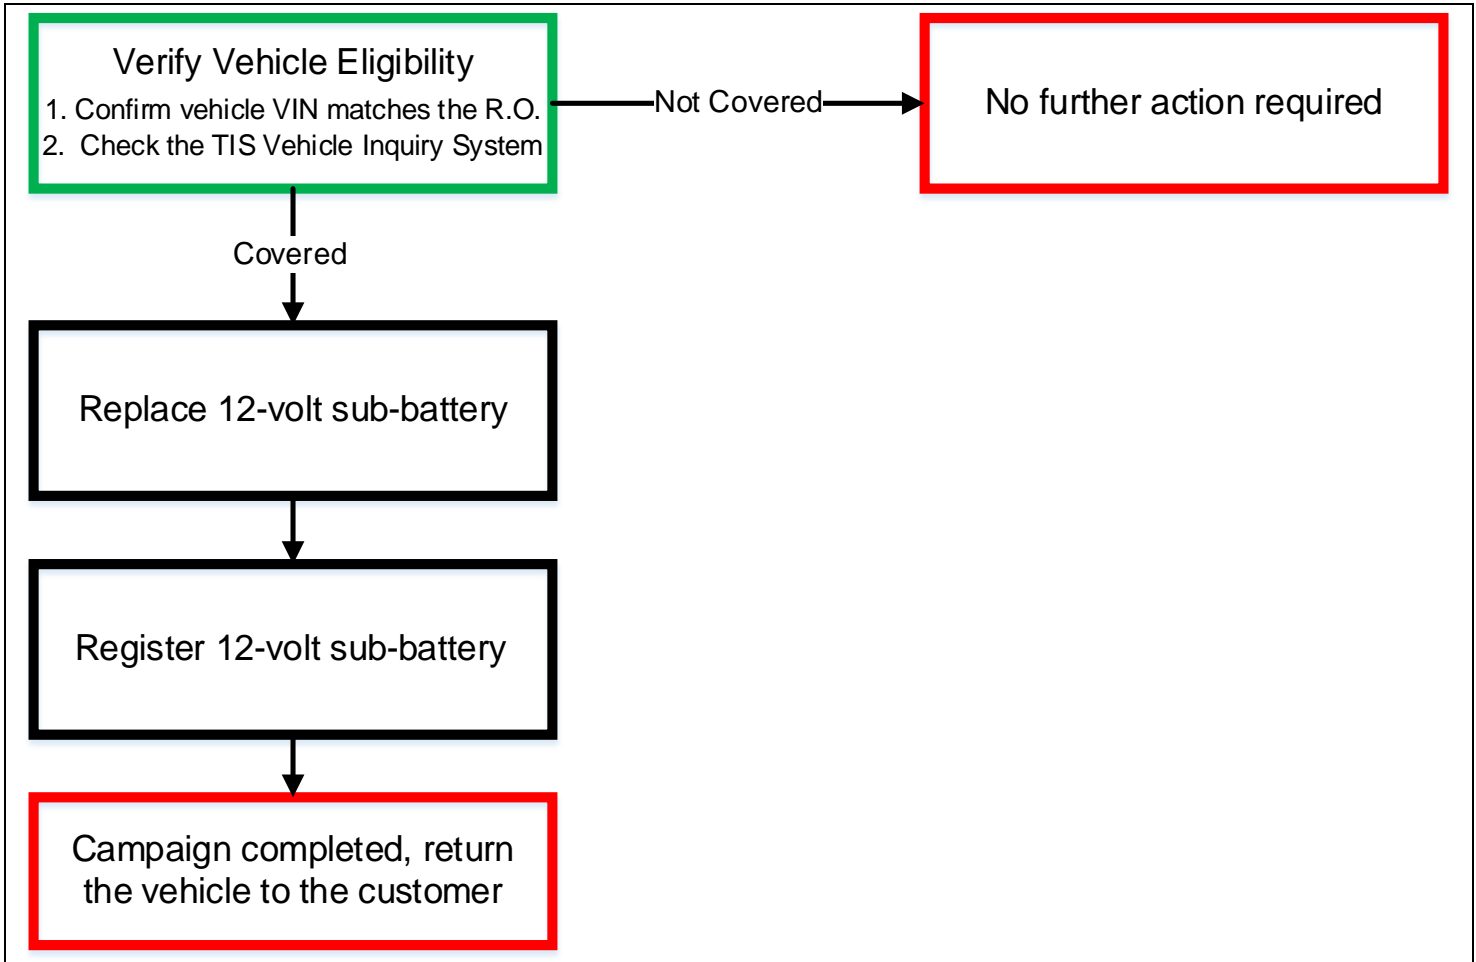 Verify Vehicle Eligibility
1. Confirm vehicle VIN matches the R.O.
2. Check the TIS Vehicle Inquiry System
Not Covered
No further action required
Covered
Replace 12-volt sub-battery
Register 12-volt sub-battery
Campaign completed, return
the vehicle to the customer